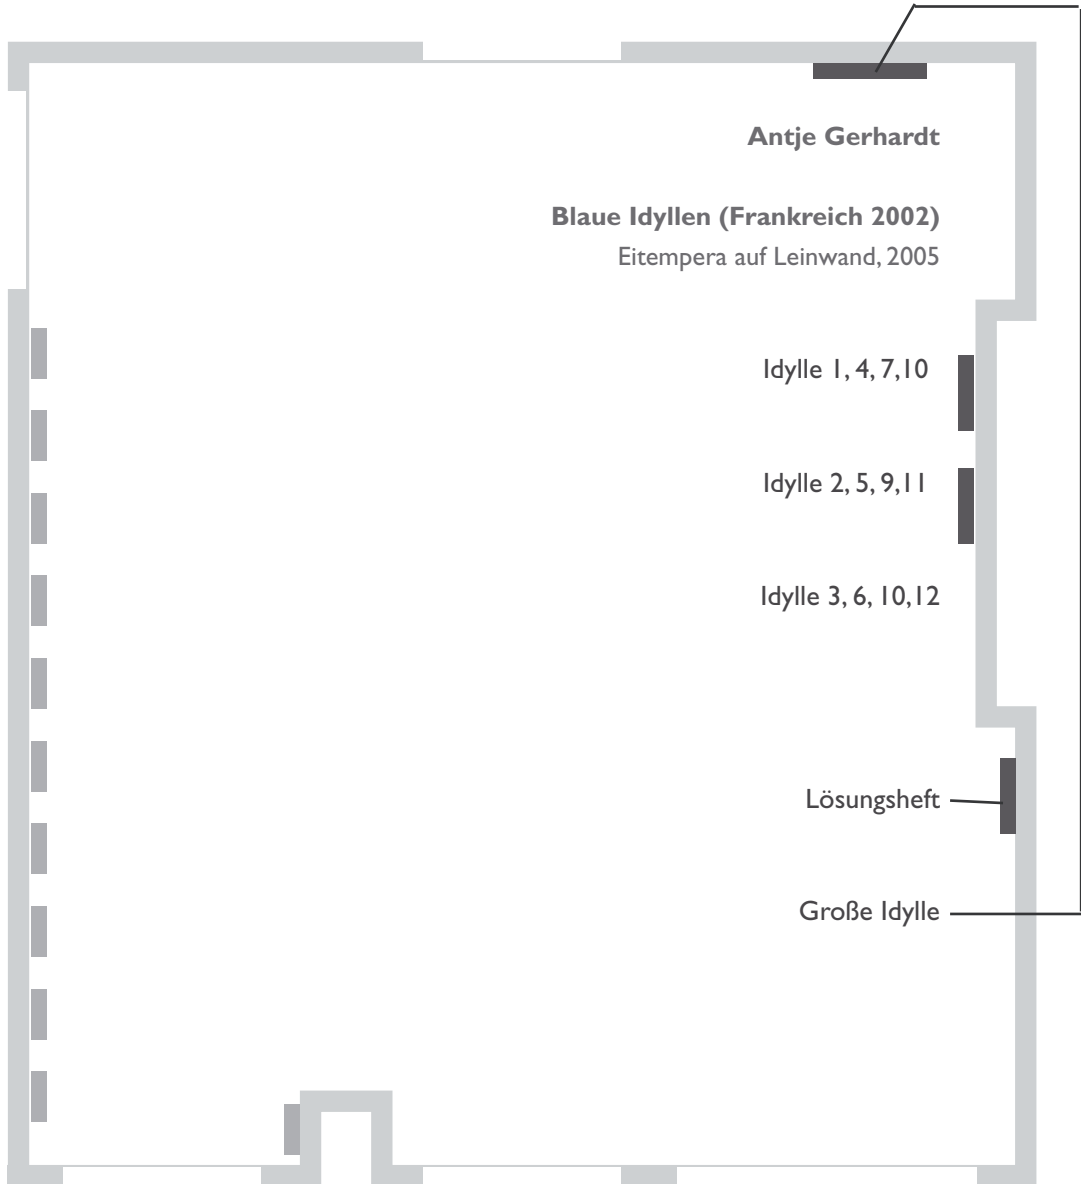 Antje Gerhardt
Blaue Idyllen (Frankreich 2002)
Eitempera auf Leinwand, 2005
Idylle 1, 4, 7,10
Idylle 2, 5, 9,11
Idylle 3, 6, 10,12
Lösungsheft
Große Idylle